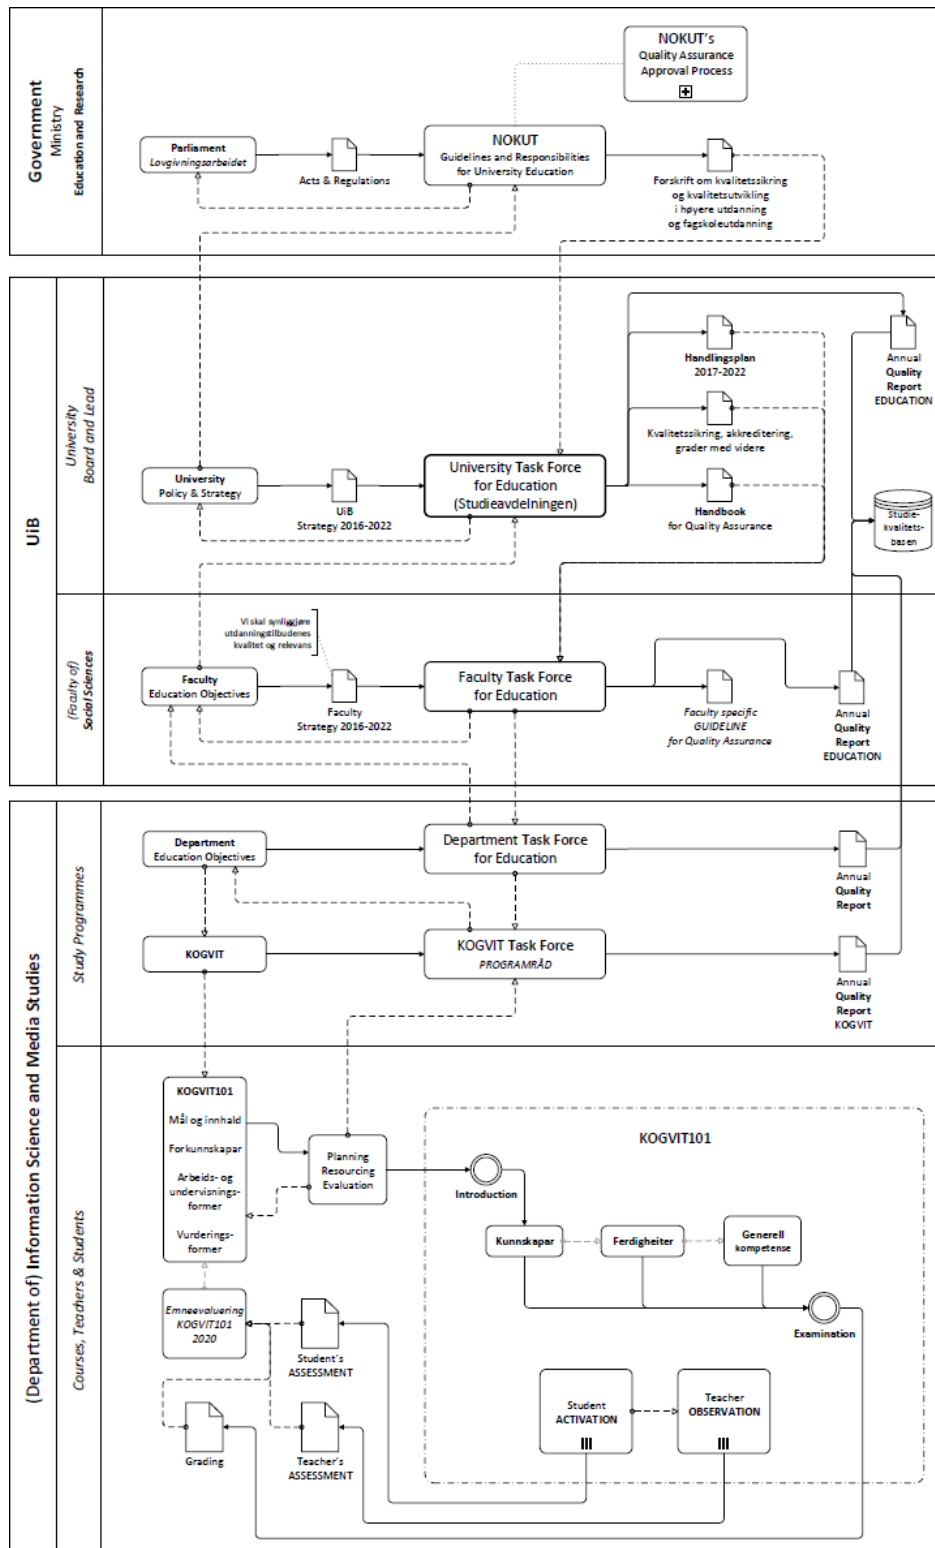 Government
Ministry
Education and Research
NOKUT's
Quality Assurance
Approval Process
Parliament
Lovgivningsarbeidet
Acts & Regulations
NOKUT
Guidelines and Responsibilities
for University Education
Forskrift om kvalitetssikring
og kvalitetsutvikling
i høyere utdanning
og fagskoleutdanning
UiB
University
Board and Lead
Handlingsplan
2017-2022
Annual
Quality
Report
EDUCATION
Kvalitetssikring, akkreditering,
grader med videre
University
Policy & Strategy
UiB
Strategy 2016-2022
University Task Force
for Education
(Studieavdelningen)
Handbook
for Quality Assurance
Studie-
kvalitets-
basen
(Faculty of)
Social Sciences
Vi skal synliggjøre
utdanningstilbudenes
kvalitet og relevans
Faculty
Education Objectives
Faculty
Strategy 2016-2022
Faculty Task Force
for Education
Faculty specific
GUIDELINE
for Quality Assurance
Annual
Quality
Report
EDUCATION
(Department of) Information Science and Media Studies
Study Programmes
Department
Education Objectives
Department Task Force
for Education
Annual
Quality
Report
KOGVIT
KOGVIT Task Force
PROGRAMRÅD
Annual
Quality
Report
KOGVIT
Courses, Teachers & Students
KOGVIT101
Mål og innhald
Forkunnskapar
Arbeids- og
undervisnings-
former
Vurderings-
former
Planning
Resourcing
Evaluation
KOGVIT101
Introduction
Kunnskapar
Ferdigheiter
Generell
kompetense
Examination
Emneevaluering
KOGVIT101
2020
Student's
ASSESSMENT
Student
ACTIVATION
Teacher
OBSERVATION
Grading
Teacher's
ASSESSMENT